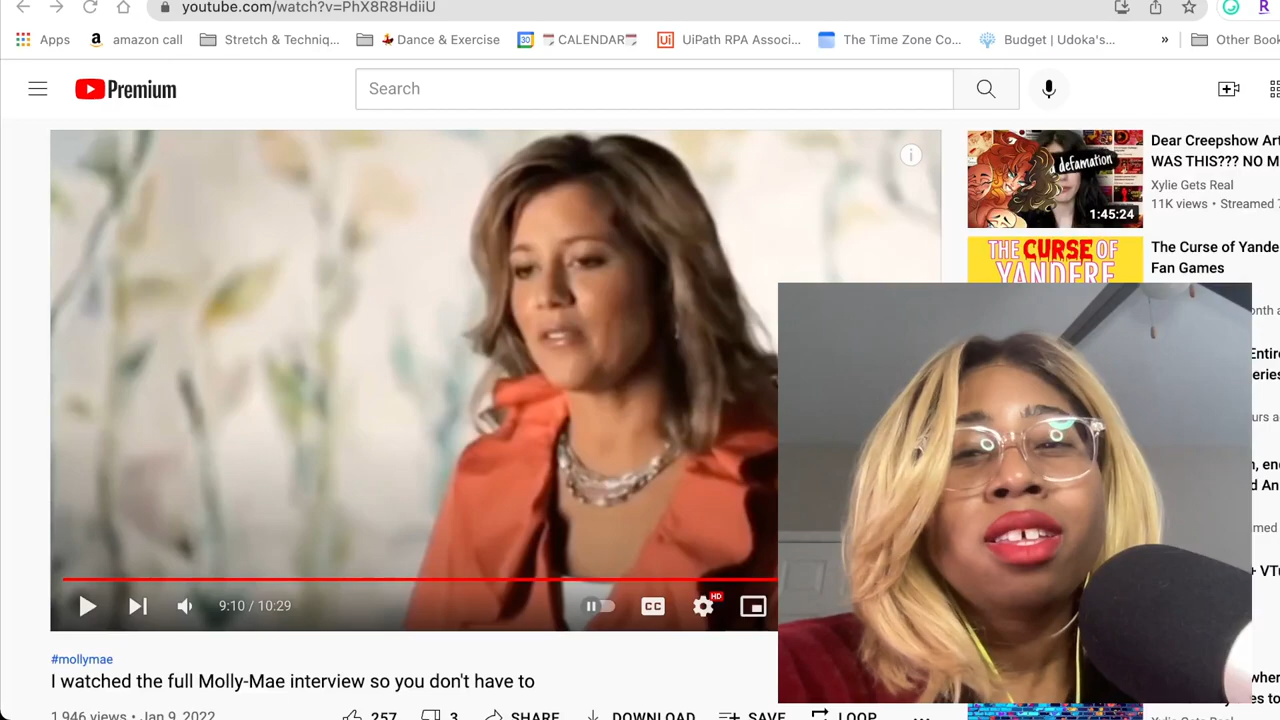 youtube.com/watch?v=PhX8R8HdiiU
Apps amazon call Stretch & Techniq... Dance & Exercise CALENDAR UiPath RPA Associ... The Time Zone Co... Budget | Udoka's... » Other Book
Premium
Search
Dear Creepshow Art
WAS THIS??? NO M
Xylie Gets Real
11K views • Streamed 7
defamation
1:45:24
THE CURSE OF
YANDERE
The Curse of Yande
Fan Games
9:10 / 10:29
CC
HD
#mollymae
I watched the full Molly-Mae interview so you don't have to
1,946 views • Jan 9, 2022
3 SHARE DOWNLOAD SAVE LOOP ...